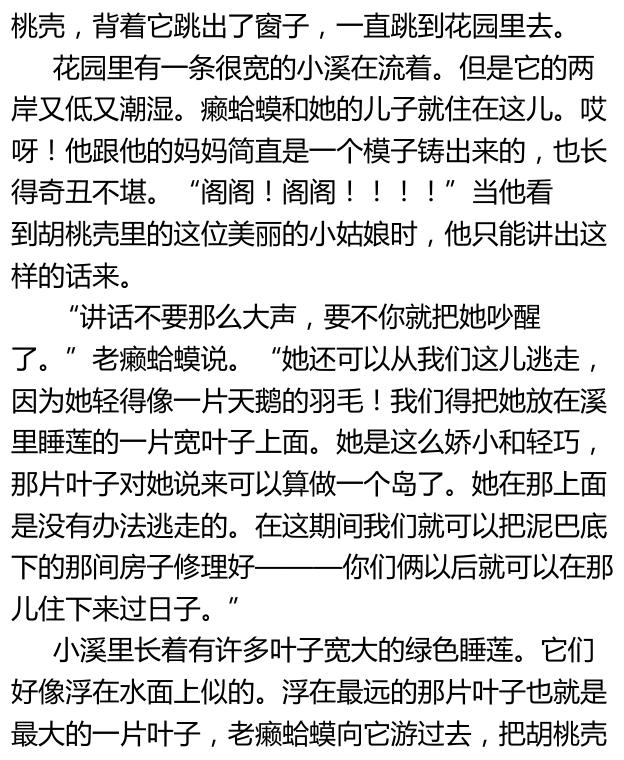 桃壳，背着它跳出了窗子，一直跳到花园里去。
花园里有一条很宽的小溪在流着。但是它的两
岸又低又潮湿。癞蛤蟆和她的儿子就住在这儿。哎
呀！他跟他的妈妈简直是一个模子铸出来的，也长
得奇丑不堪。“阁阁！阁阁！！！！”当他看
到胡桃壳里的这位美丽的小姑娘时，他只能讲出这
样的话来。
“讲话不要那么大声，要不你就把她吵醒
了。”老癞蛤蟆说。“她还可以从我们这儿逃走，
因为她轻得像一片天鹅的羽毛！我们得把她放在溪
里睡莲的一片宽叶子上面。她是这么娇小和轻巧，
那片叶子对她说来可以算做一个岛了。她在那上面
是没有办法逃走的。在这期间我们就可以把泥巴底
下的那间房子修理好————你们俩以后就可以在那
儿住下来过日子。”
小溪里长着有许多叶子宽大的绿色睡莲。它们
好像浮在水面上似的。浮在最远的那片叶子也就是
最大的一片叶子，老癞蛤蟆向它游过去，把胡桃壳